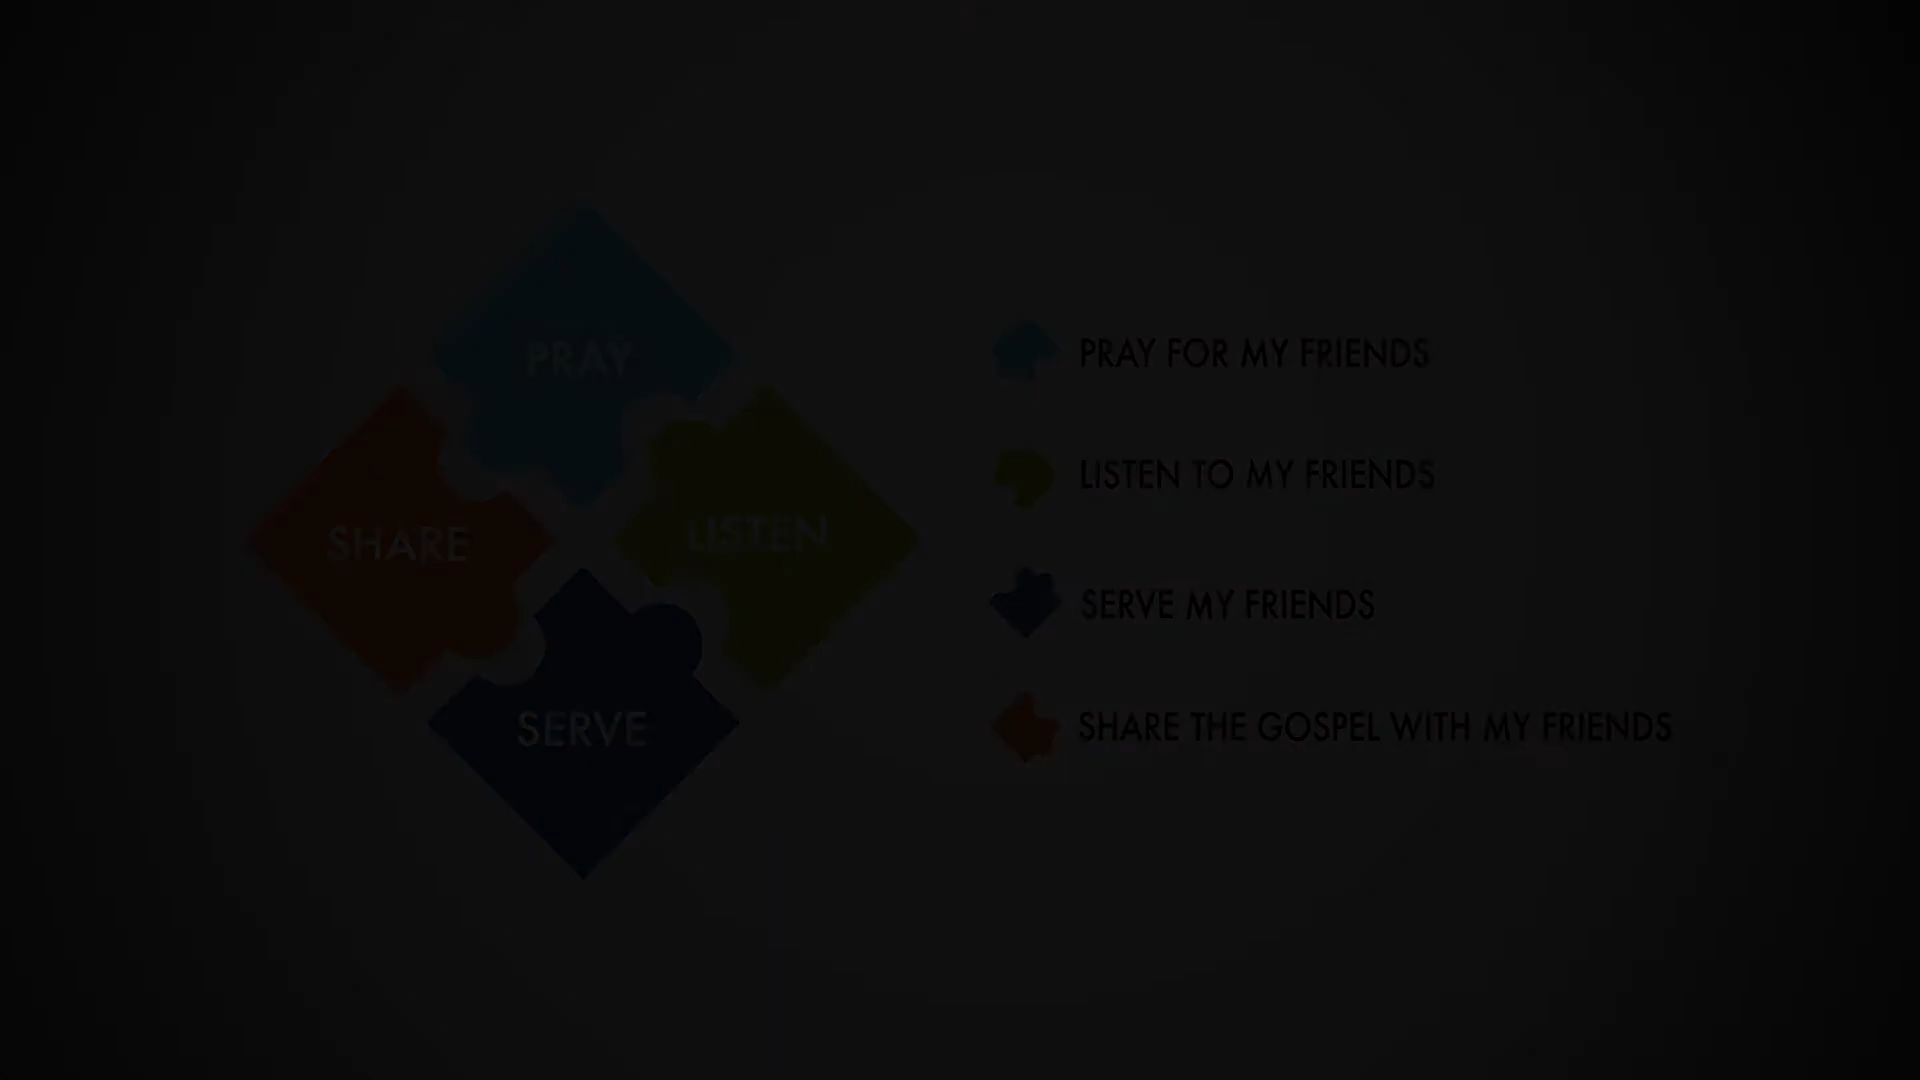 PRAY
SHARE
LISTEN
SERVE
PRAY FOR MY FRIENDS
LISTEN TO MY FRIENDS
SERVE MY FRIENDS
SHARE THE GOSPEL WITH MY FRIENDS